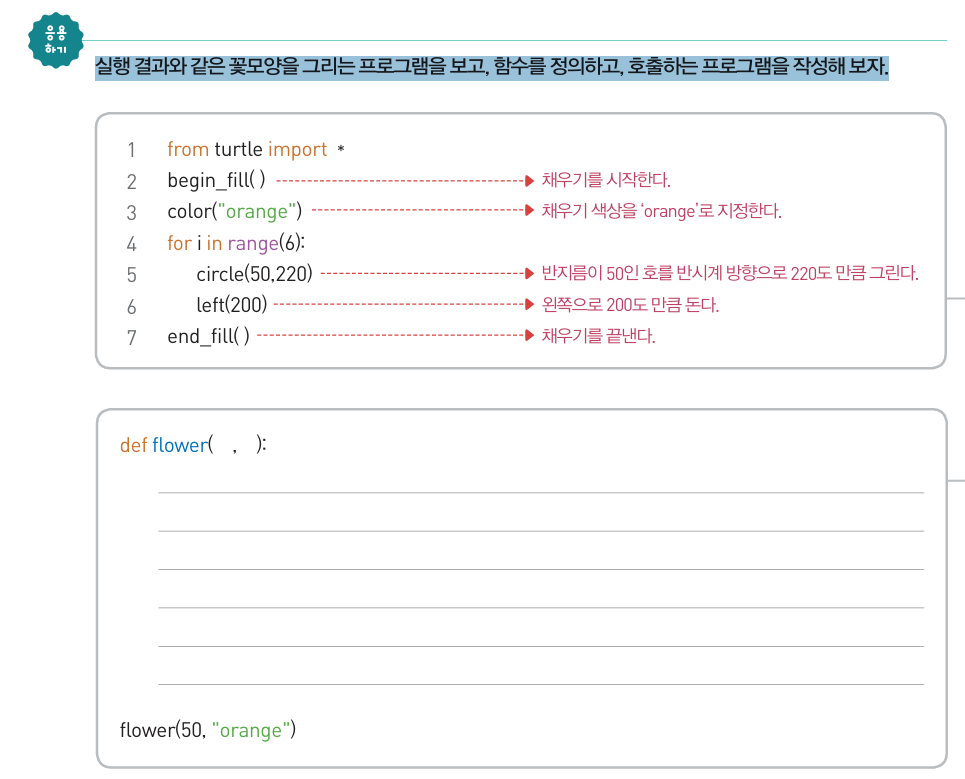 응용
하기
실행 결과와 같은 꽃모양을 그리는 프로그램을 보고, 함수를 정의하고, 호출하는 프로그램을 작성해 보자.
1 from turtle import *
2 begin_fill( ) 채우기를 시작한다.
3 color("orange") 채우기 색상을 ‘orange’로 지정한다.
4 for i in range(6):
5 circle(50,220) 반지름이 50인 호를 반시계 방향으로 220도 만큼 그린다.
6 left(200) 왼쪽으로 200도 만큼 돈다.
7 end_fill( ) 채우기를 끝낸다.
def flower( , ):
flower(50, "orange")